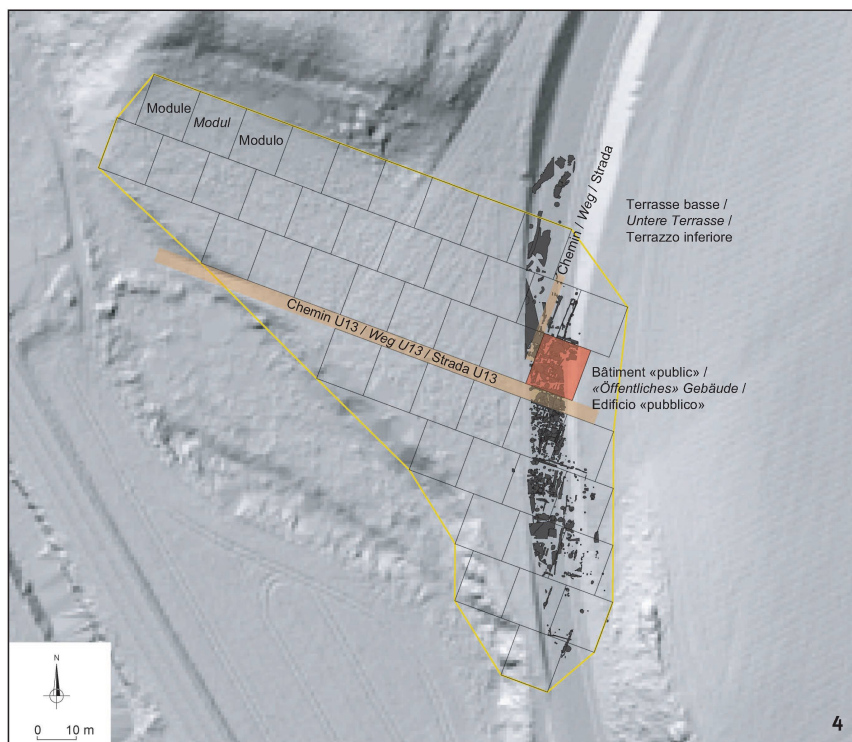 Module
Modul
Modulo
Chemin / Weg / Strada
Terrasse basse /
Untere Terrasse /
Terrazzo inferiore
Chemin U13 / Weg U13 / Strada U13
Bâtiment «public» /
«Öffentliches» Gebäude /
Edificio «pubblico»
N
0 10 m
4